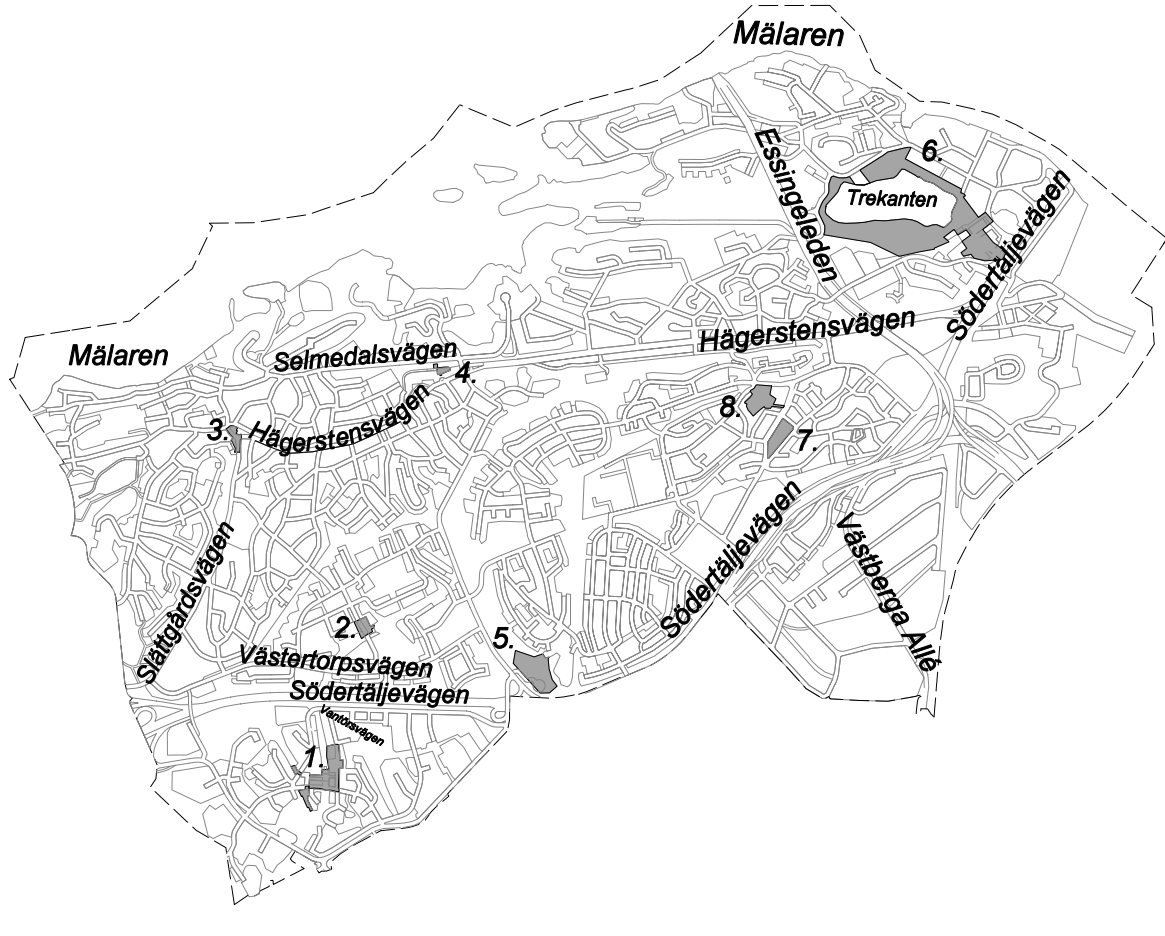 Mälaren
Essingeleden
6.
Trekanten
Södertäljevägen
Hägerstensvägen
Mälaren
Selmedalsvägen
4.
8.
3.
Hägerstensvägen
7.
Södertäljevägen
Västberga Allé
Slättgårdsvägen
2.
5.
Västertorpsvägen
Södertäljevägen
Vantörsvägen
1.